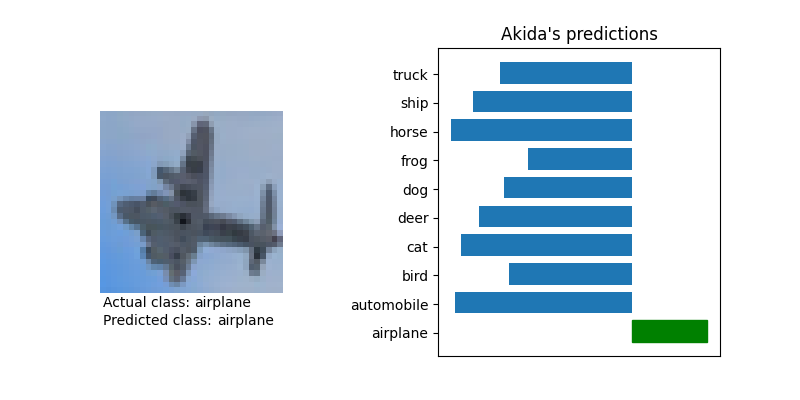 Akida's predictions
truck
ship
horse
frog
dog
deer
cat
bird
automobile
airplane
Actual class: airplane
Predicted class: airplane